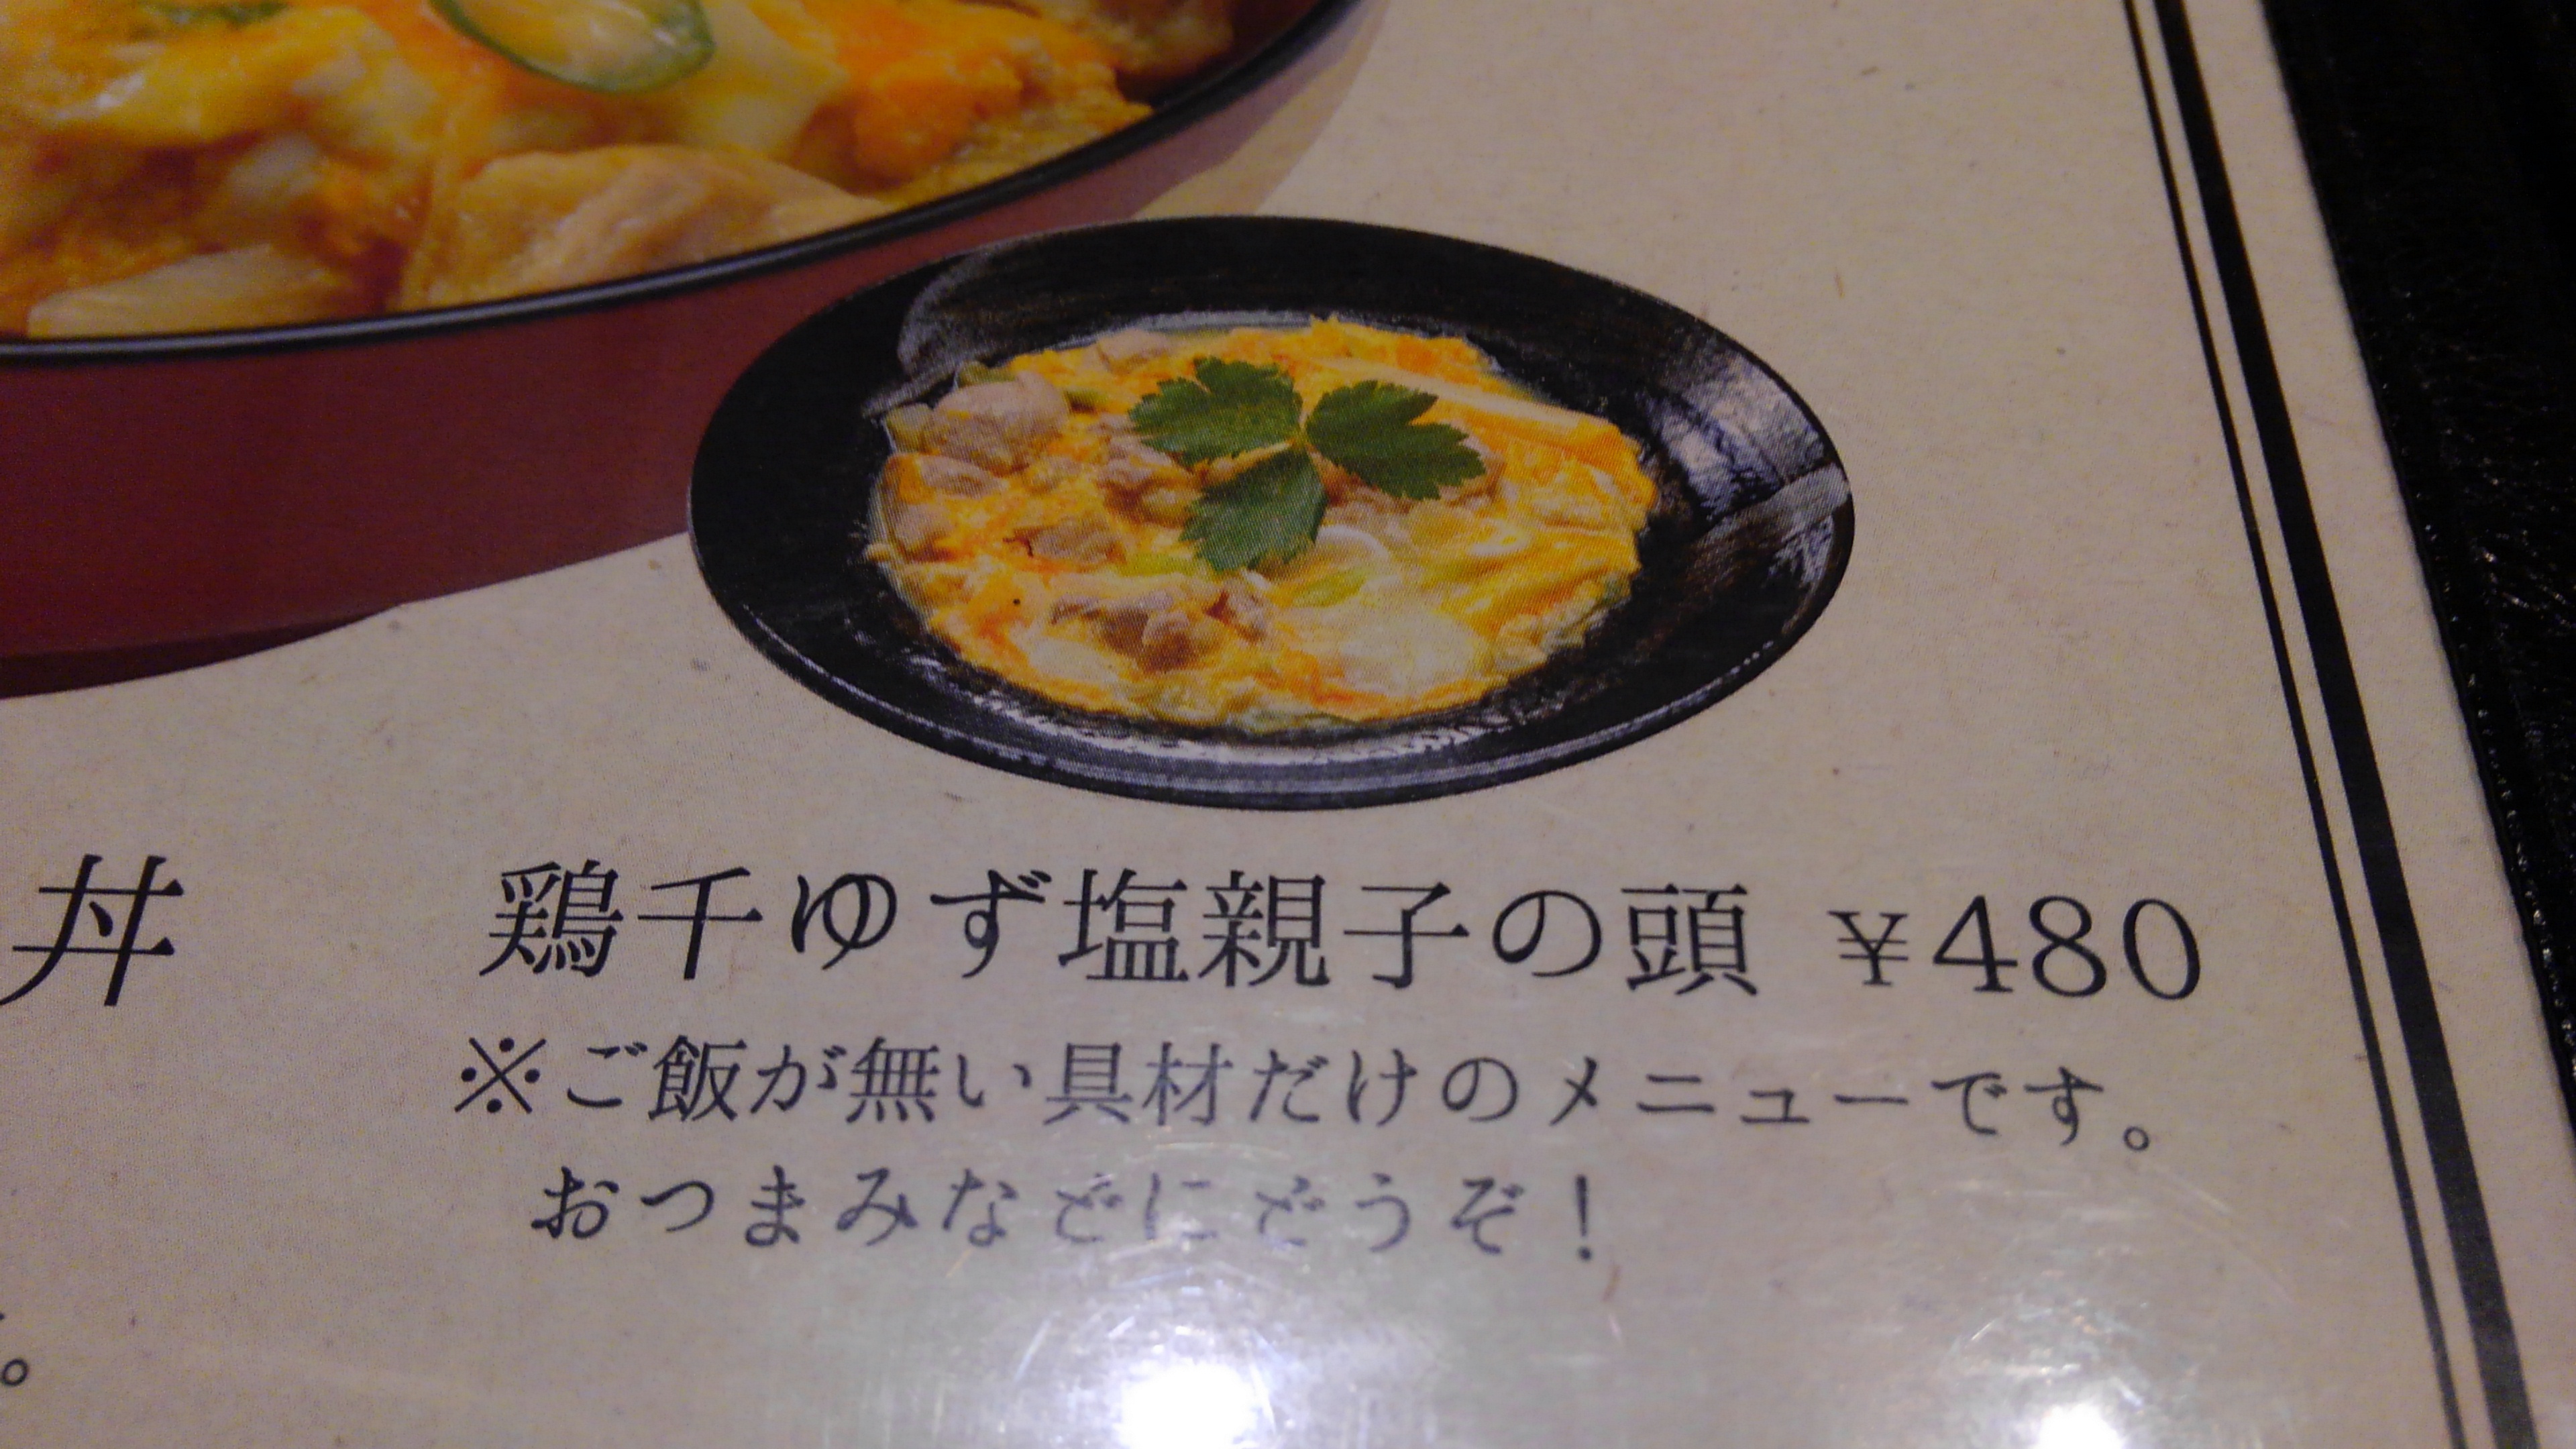 丼
鶏千ゆず塩親子の頭 ¥480
※ご飯が無い具材だけのメニューです。
おつまみなどにどうぞ!
。